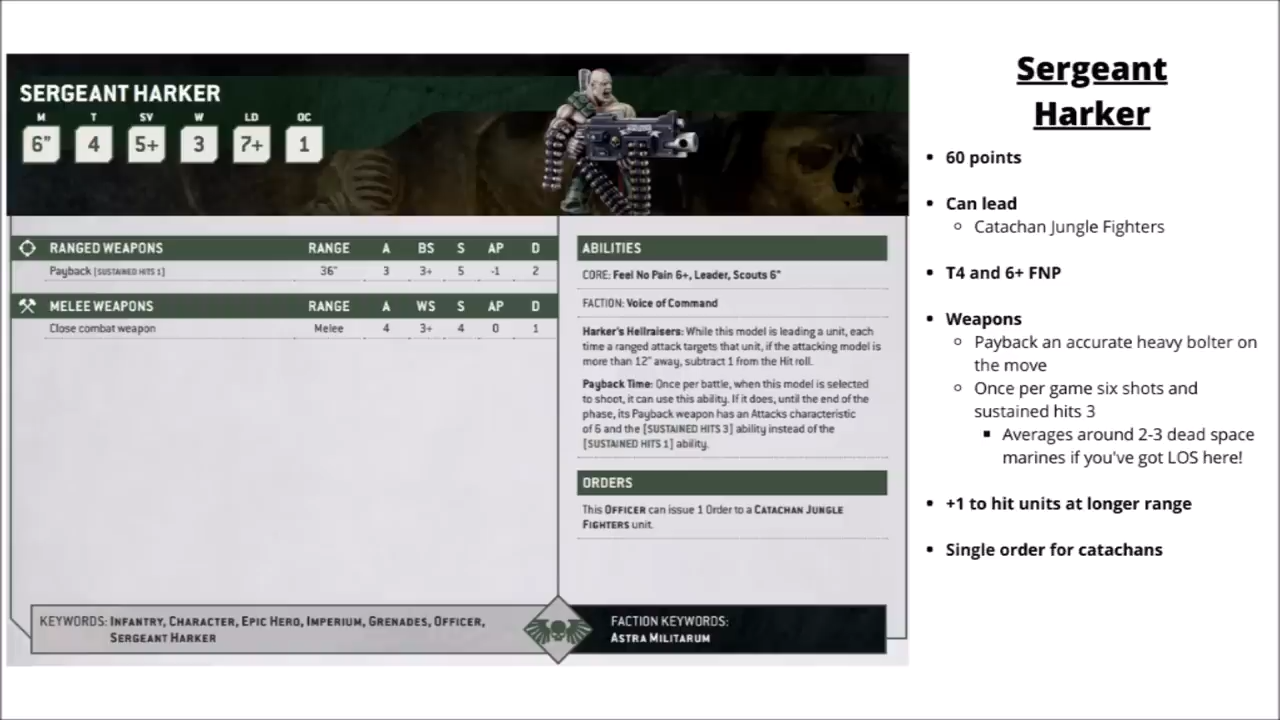 SERGEANT HARKER
M T SV W LD OC
6" 4 5+ 3 7+ 1
RANGED WEAPONS RANGE A BS S AP D
Payback [SUSTAINED HITS 1] 36" 3 3+ 5 -1 2
MELEE WEAPONS RANGE A WS S AP D
Close combat weapon Melee 4 3+ 4 0 1
ABILITIES
CORE: Feel No Pain 6+, Leader, Scouts 6"
FACTION: Voice of Command
Harker's Hellraisers: While this model is leading a unit, each
time a ranged attack targets that unit, if the attacking model is
more than 12" away, subtract 1 from the Hit roll.
Payback Time: Once per battle, when this model is selected
to shoot, it can use this ability. If it does, until the end of the
phase, its Payback weapon has an Attacks characteristic
of 6 and the [SUSTAINED HITS 3] ability instead of the
[SUSTAINED HITS 1] ability.
ORDERS
This OFFICER can issue 1 Order to a CATACHAN JUNGLE
FIGHTERS unit.
KEYWORDS: INFANTRY, CHARACTER, EPIC HERO, IMPERIUM, GRENADES, OFFICER,
SERGEANT HARKER
FACTION KEYWORDS:
ASTRA MILITARUM
Sergeant
Harker
• 60 points
• Can lead
◦ Catachan Jungle Fighters
• T4 and 6+ FNP
• Weapons
◦ Payback an accurate heavy bolter on
the move
◦ Once per game six shots and
sustained hits 3
▪ Averages around 2-3 dead space
marines if you've got LOS here!
• +1 to hit units at longer range
• Single order for catachans